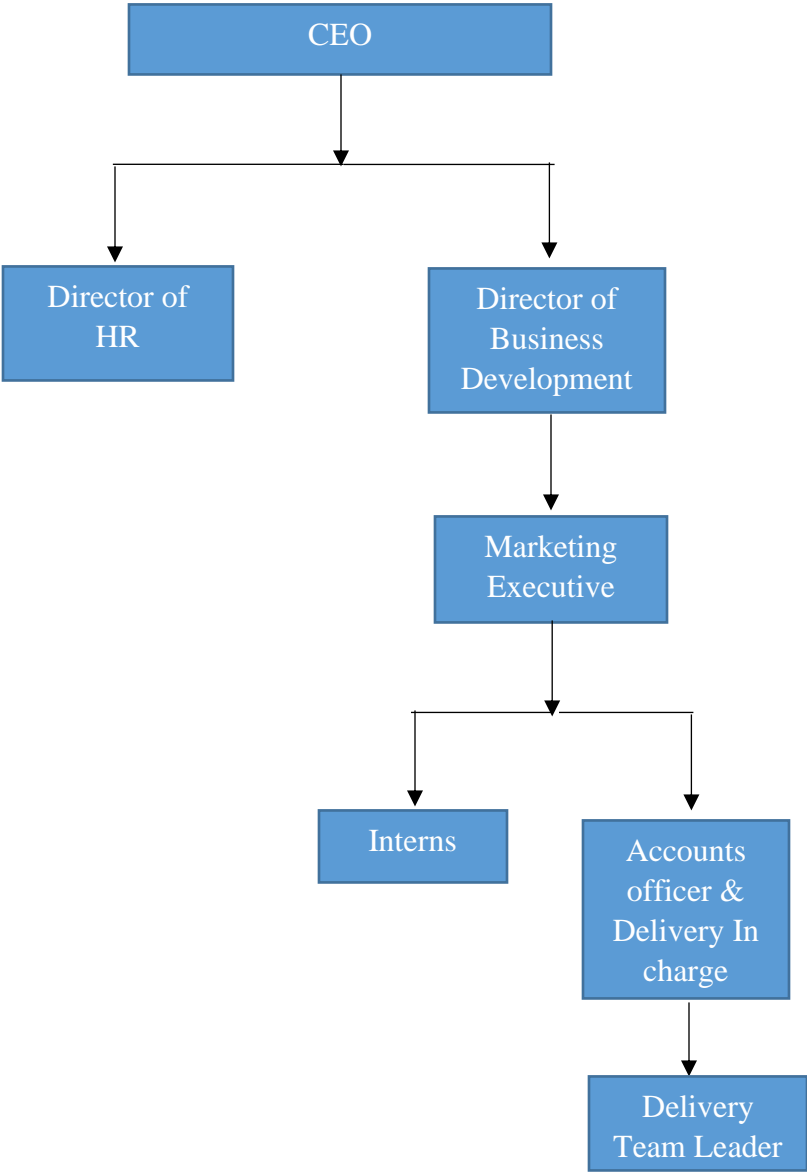 CEO
Director of
HR
Director of
Business
Development
Marketing
Executive
Interns
Accounts
officer &
Delivery In
charge
Delivery
Team Leader